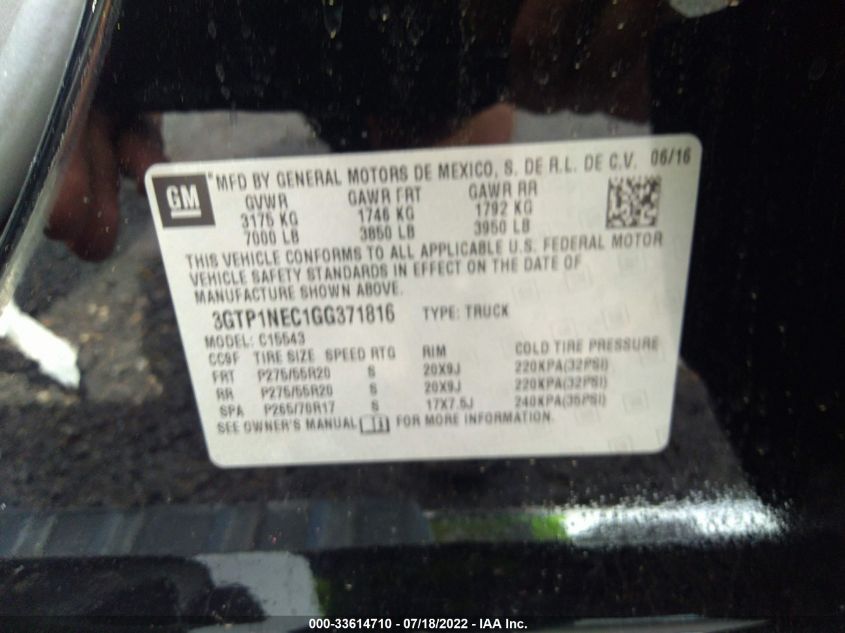 GM
"MFD BY GENERAL MOTORS DE MEXICO, S. DE R.L. DE C.V. 06/16
GVWR GAWR FRT GAWR RR
3175 KG 1746 KG 1792 KG
7000 LB 3850 LB 3950 LB
THIS VEHICLE CONFORMS TO ALL APPLICABLE U.S. FEDERAL MOTOR
VEHICLE SAFETY STANDARDS IN EFFECT ON THE DATE OF
MANUFACTURE SHOWN ABOVE.
3GTP1NEC1GG371816 TYPE: TRUCK
MODEL: C15543
CC9F TIRE SIZE SPEED RTG RIM COLD TIRE PRESSURE
FRT P275/55R20 S 20X9J 220KPA(32PSI)
RR P275/55R20 S 20X9J 220KPA(32PSI)
SPA P265/70R17 S 17X7.5J 240KPA(35PSI)
SEE OWNER'S MANUAL FOR MORE INFORMATION.
000-33614710 - 07/18/2022 - IAA Inc.